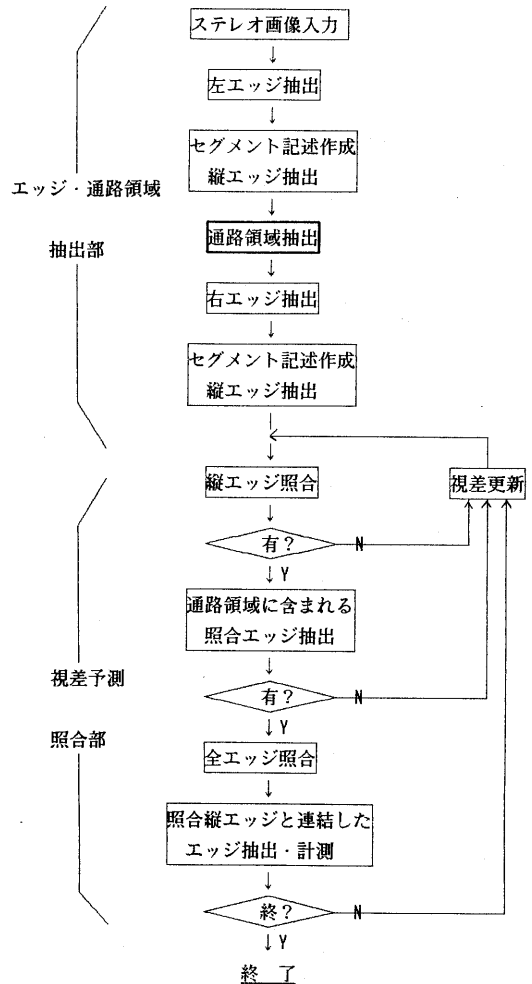 ステレオ画像入力
↓
左エッジ抽出
↓
セグメント記述作成
縦エッジ抽出
↓
エッジ・通路領域
抽出部
通路領域抽出
↓
右エッジ抽出
↓
セグメント記述作成
縦エッジ抽出
↓
縦エッジ照合
視差更新
↓
有？
N
↓Y
通路領域に含まれる
照合エッジ抽出
↓
視差予測
照合部
有？
N
↓Y
全エッジ照合
↓
照合縦エッジと連結した
エッジ抽出・計測
↓
終？
N
↓Y
終 了